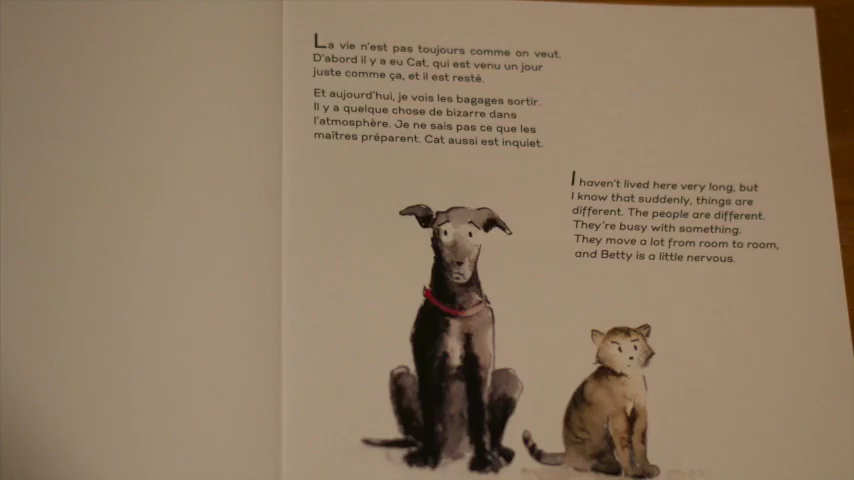 La vie n'est pas toujours comme on veut.
D'abord il y a eu Cat, qui est venu un jour
juste comme ça, et il est resté.
Et aujourd'hui, je vois les bagages sortir.
Il y a quelque chose de bizarre dans
l'atmosphère. Je ne sais pas ce que les
maîtres préparent. Cat aussi est inquiet.
I haven't lived here very long, but
I know that suddenly, things are
different. The people are different.
They're busy with something.
They move a lot from room to room,
and Betty is a little nervous.